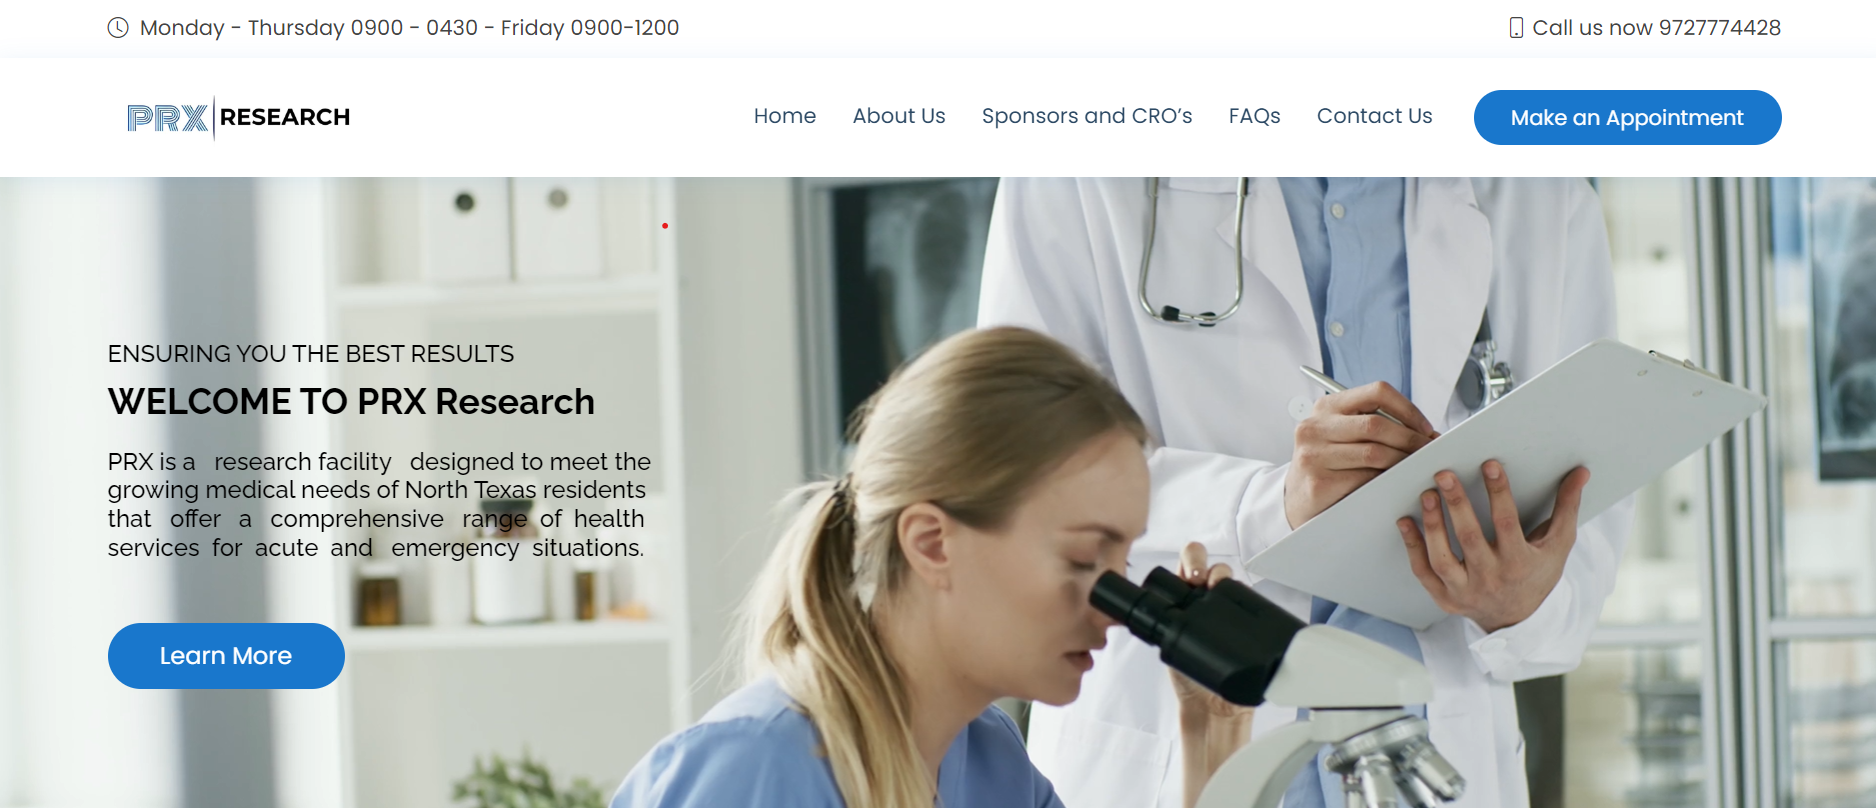 Monday - Thursday 0900 - 0430 - Friday 0900-1200
Call us now 9727774428
PRX RESEARCH
Home
About Us
Sponsors and CRO's
FAQs
Contact Us
Make an Appointment
ENSURING YOU THE BEST RESULTS
WELCOME TO PRX Research
PRX is a research facility designed to meet the
growing medical needs of North Texas residents
that offer a comprehensive range of health
services for acute and emergency situations.
Learn More